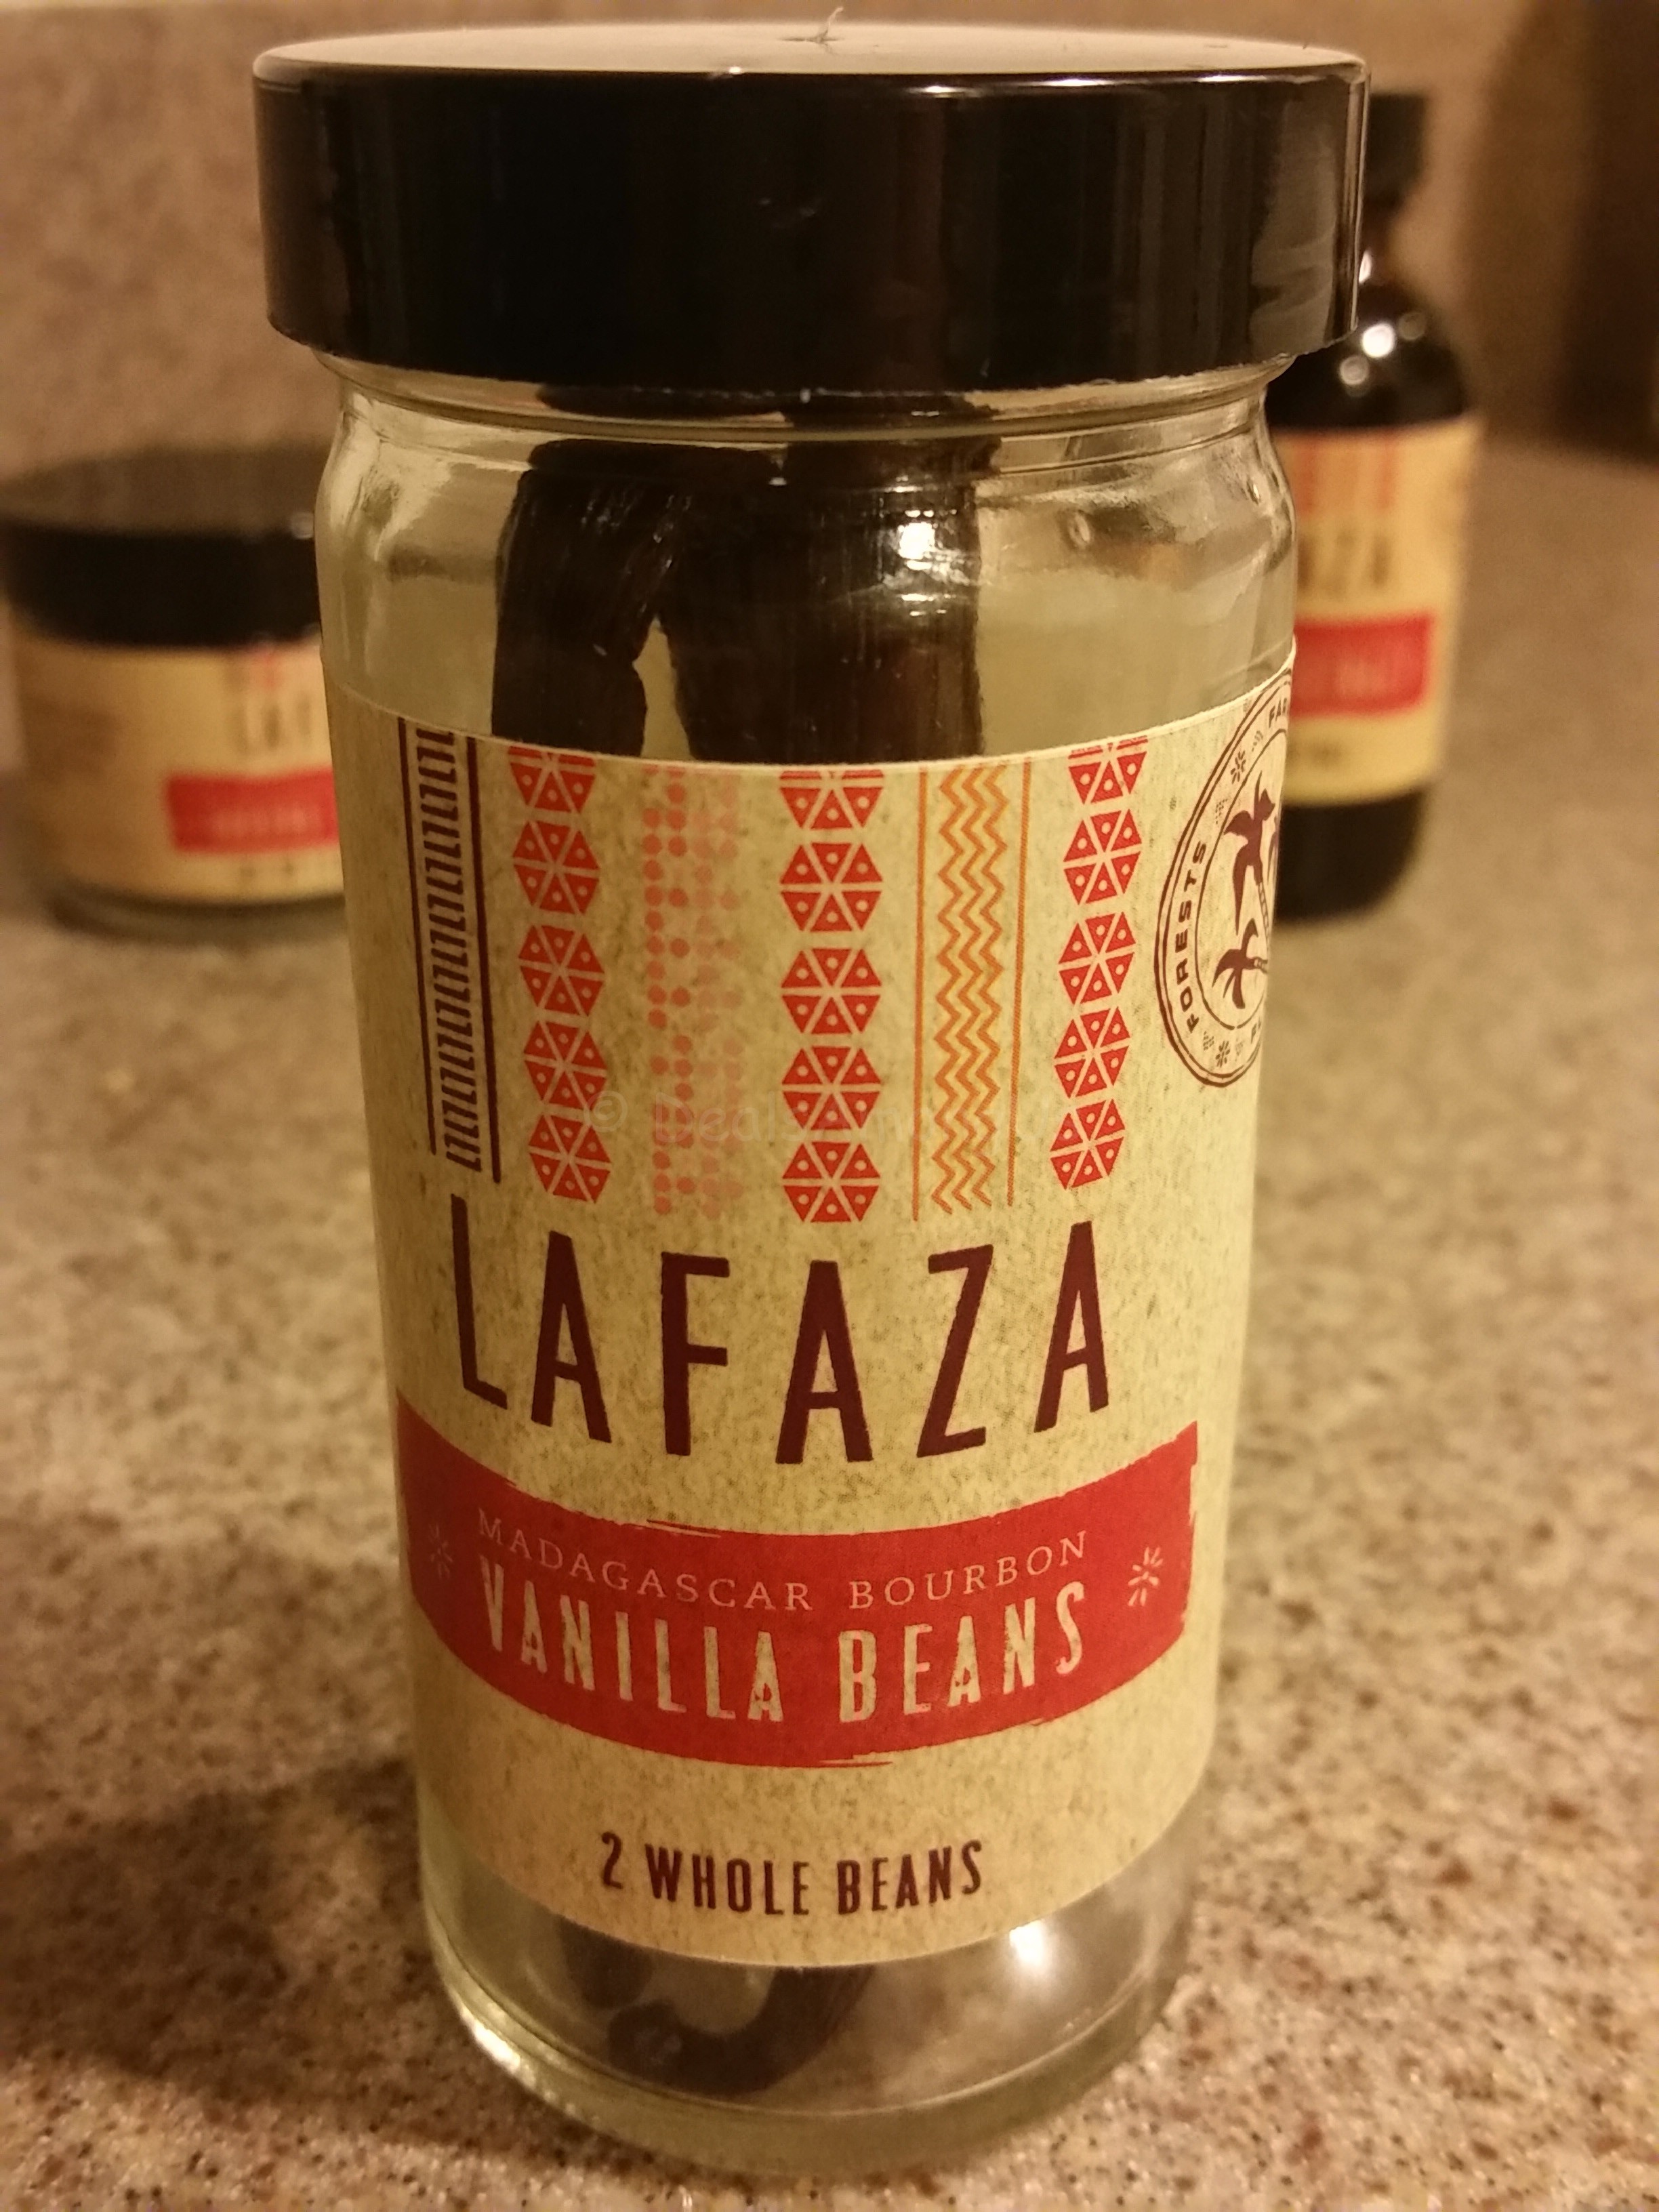 FORESTS
LAFAZA
MADAGASCAR BOURBON
VANILLA BEANS
2 WHOLE BEANS